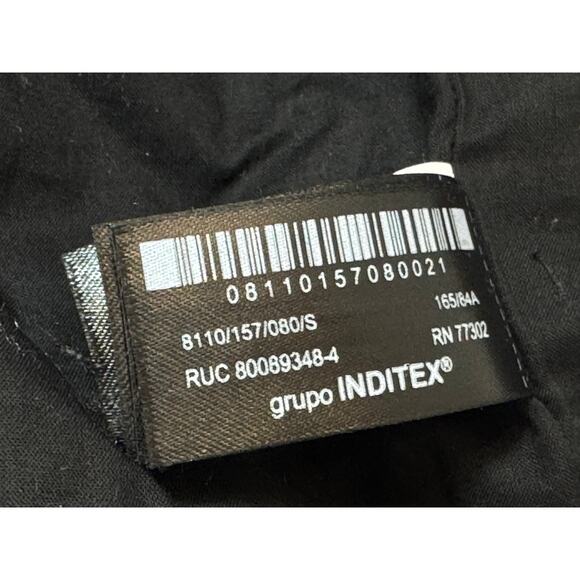 08110157080021
8110/157/080/S 165/84A
RUC 80089348-4 RN 77302
grupo INDITEX®